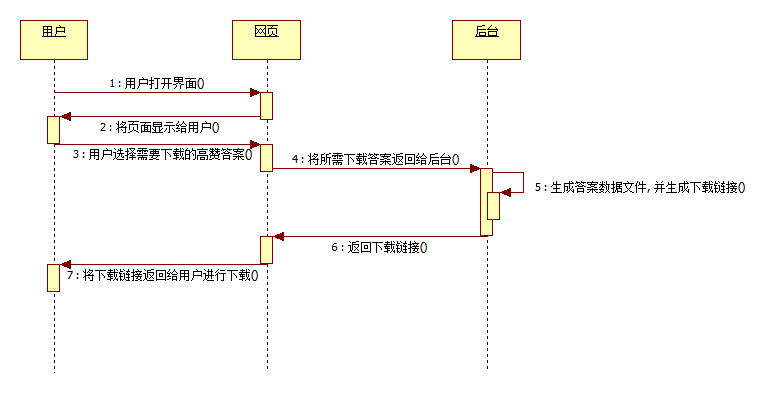 用户
网页
后台
1 : 用户打开界面()
2 : 将页面显示给用户()
3 : 用户选择需要下载的高赞答案()
4 : 将所需下载答案返回给后台()
5 : 生成答案数据文件, 并生成下载链接()
6 : 返回下载链接()
7 : 将下载链接返回给用户进行下载()